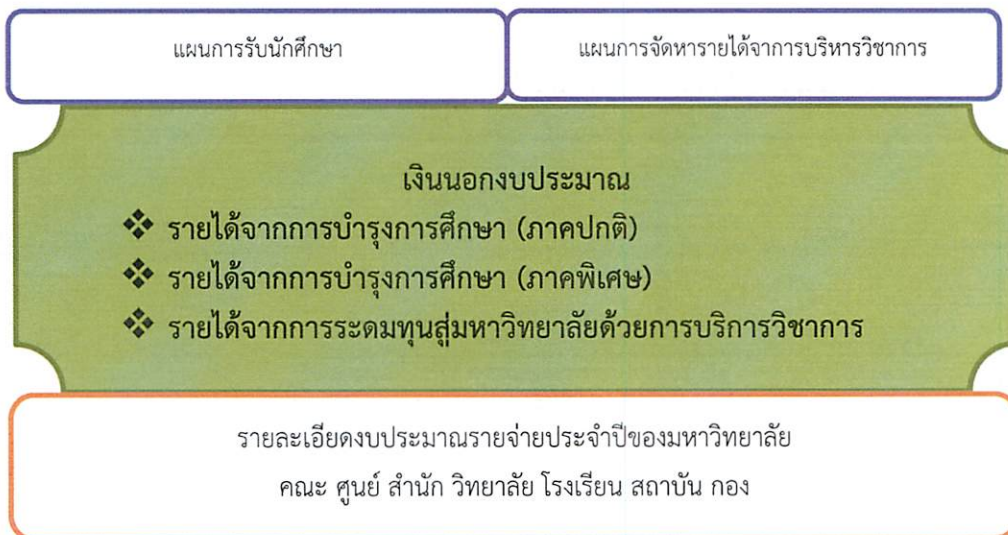 แผนการรับนักศึกษา
แผนการจัดหารายได้จาการบริหารวิชาการ
เงินนอกงบประมาณ
❖ รายได้จากการบำรุงการศึกษา (ภาคปกติ)
❖ รายได้จากการบำรุงการศึกษา (ภาคพิเศษ)
❖ รายได้จากการระดมทุนสู่มหาวิทยาลัยด้วยการบริการวิชาการ
รายละเอียดงบประมาณรายจ่ายประจำปีของมหาวิทยาลัย
คณะ ศูนย์ สำนัก วิทยาลัย โรงเรียน สถาบัน กอง